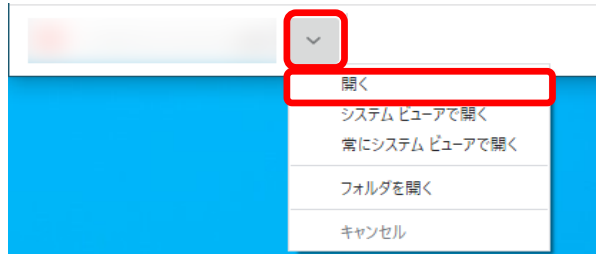 開く
システム ビューアで開く
常にシステム ビューアで開く
フォルダを開く
キャンセル